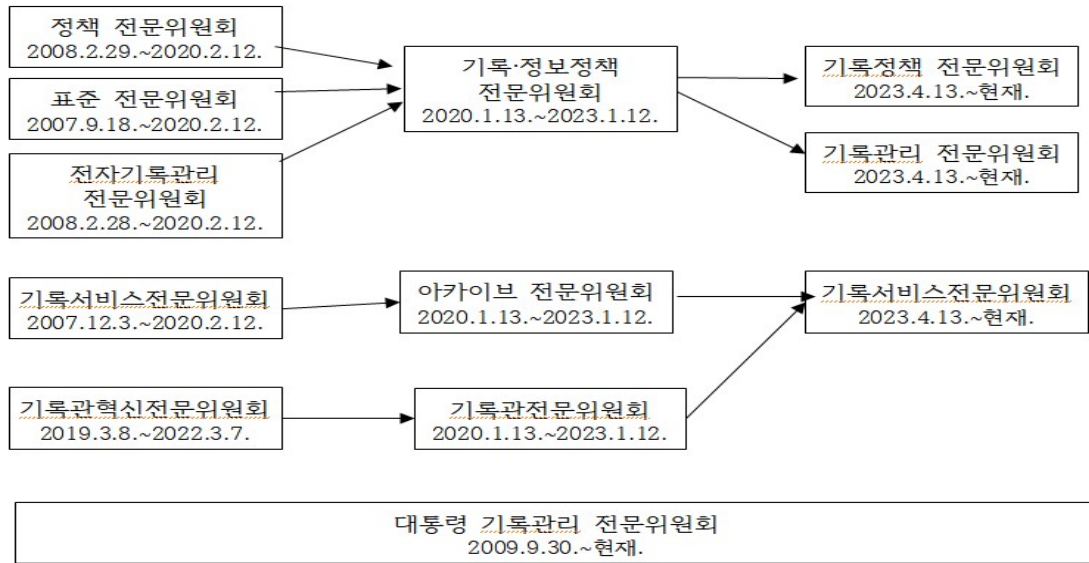 정책 전문위원회
2008.2.29.~2020.2.12.
표준 전문위원회
2007.9.18.~2020.2.12.
전자기록관리
전문위원회
2008.2.28.~2020.2.12.
기록·정보정책
전문위원회
2020.1.13.~2023.1.12.
기록정책 전문위원회
2023.4.13.~현재.
기록관리 전문위원회
2023.4.13.~현재.
기록서비스전문위원회
2007.12.3.~2020.2.12.
아카이브 전문위원회
2020.1.13.~2023.1.12.
기록서비스전문위원회
2023.4.13.~현재.
기록관혁신전문위원회
2019.3.8.~2022.3.7.
기록관전문위원회
2020.1.13.~2023.1.12.
대통령 기록관리 전문위원회
2009.9.30.~현재.